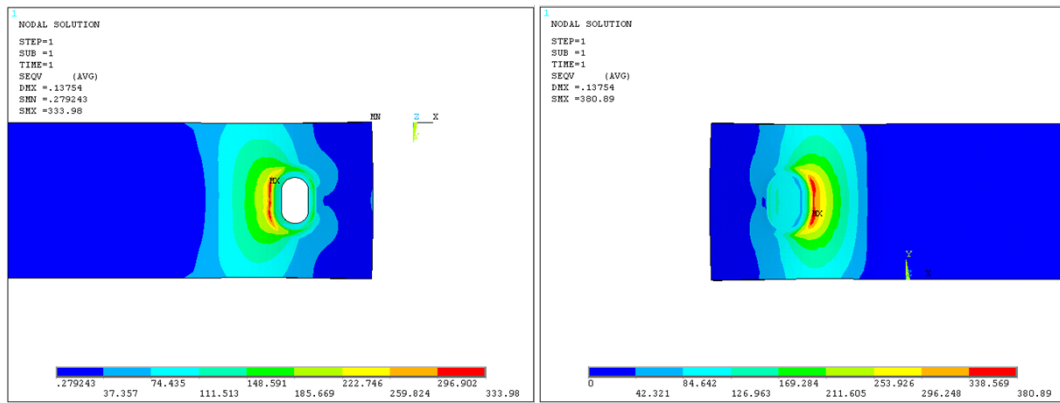 1
NODAL SOLUTION
STEP=1
SUB =1
TIME=1
SEQV (AVG)
DMX =.13754
SMN =.279243
SMX =333.98
MN
Z X
MX
.279243 74.435 148.591 222.746 296.902
37.357 111.513 185.669 259.824 333.98
1
NODAL SOLUTION
STEP=1
SUB =1
TIME=1
SEQV (AVG)
DMX =.13754
SMX =380.89
MX
Y
X
0 84.642 169.284 253.926 338.569
42.321 126.963 211.605 296.248 380.89